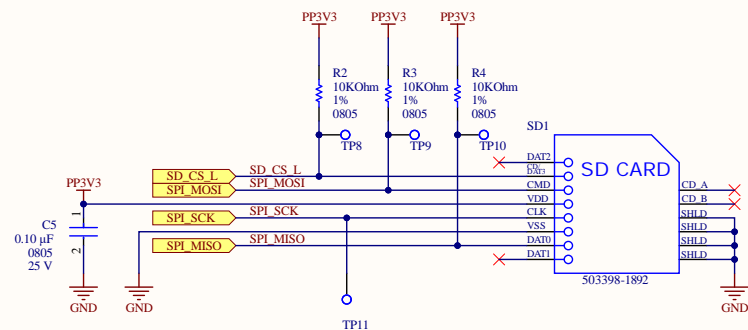 PP3V3 PP3V3 PP3V3
R2
10KOhm
1%
0805
R3
10KOhm
1%
0805
R4
10KOhm
1%
0805
TP8
TP9
TP10
SD1
SD CARD
SD_CS_L SD_CS_L
SPI_MOSI SPI_MOSI
SPI_SCK SPI_SCK
SPI_MISO SPI_MISO
PP3V3
C5
0.10 µF
0805
25 V
1
2
GND
GND
TP11
DAT2
CD/
DAT3
CMD
VDD
CLK
VSS
DAT0
DAT1
CD_A
CD_B
SHLD
SHLD
SHLD
SHLD
503398-1892
GND